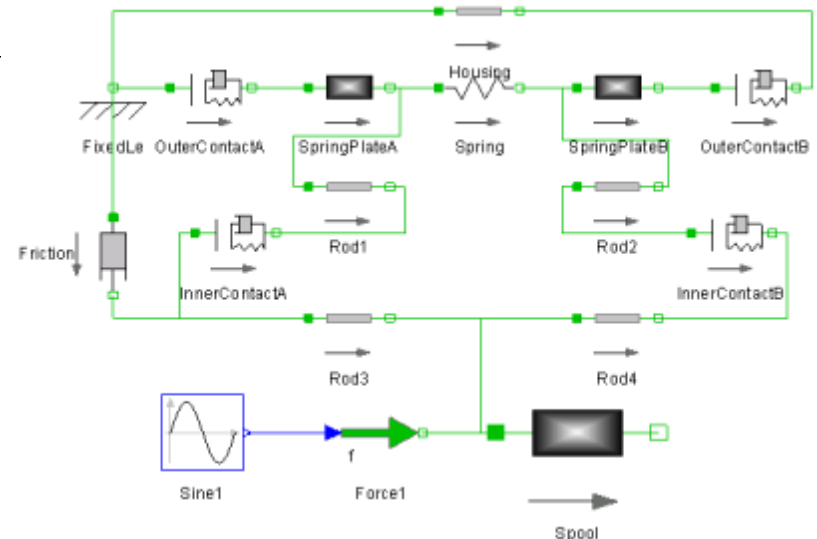 Housing
FixedLe OuterContactA SpringPlateA Spring SpringPlateB OuterContactB
Friction
Rod1 Rod2
InnerContactA InnerContactB
Rod3 Rod4
f
Sine1 Force1
Spool